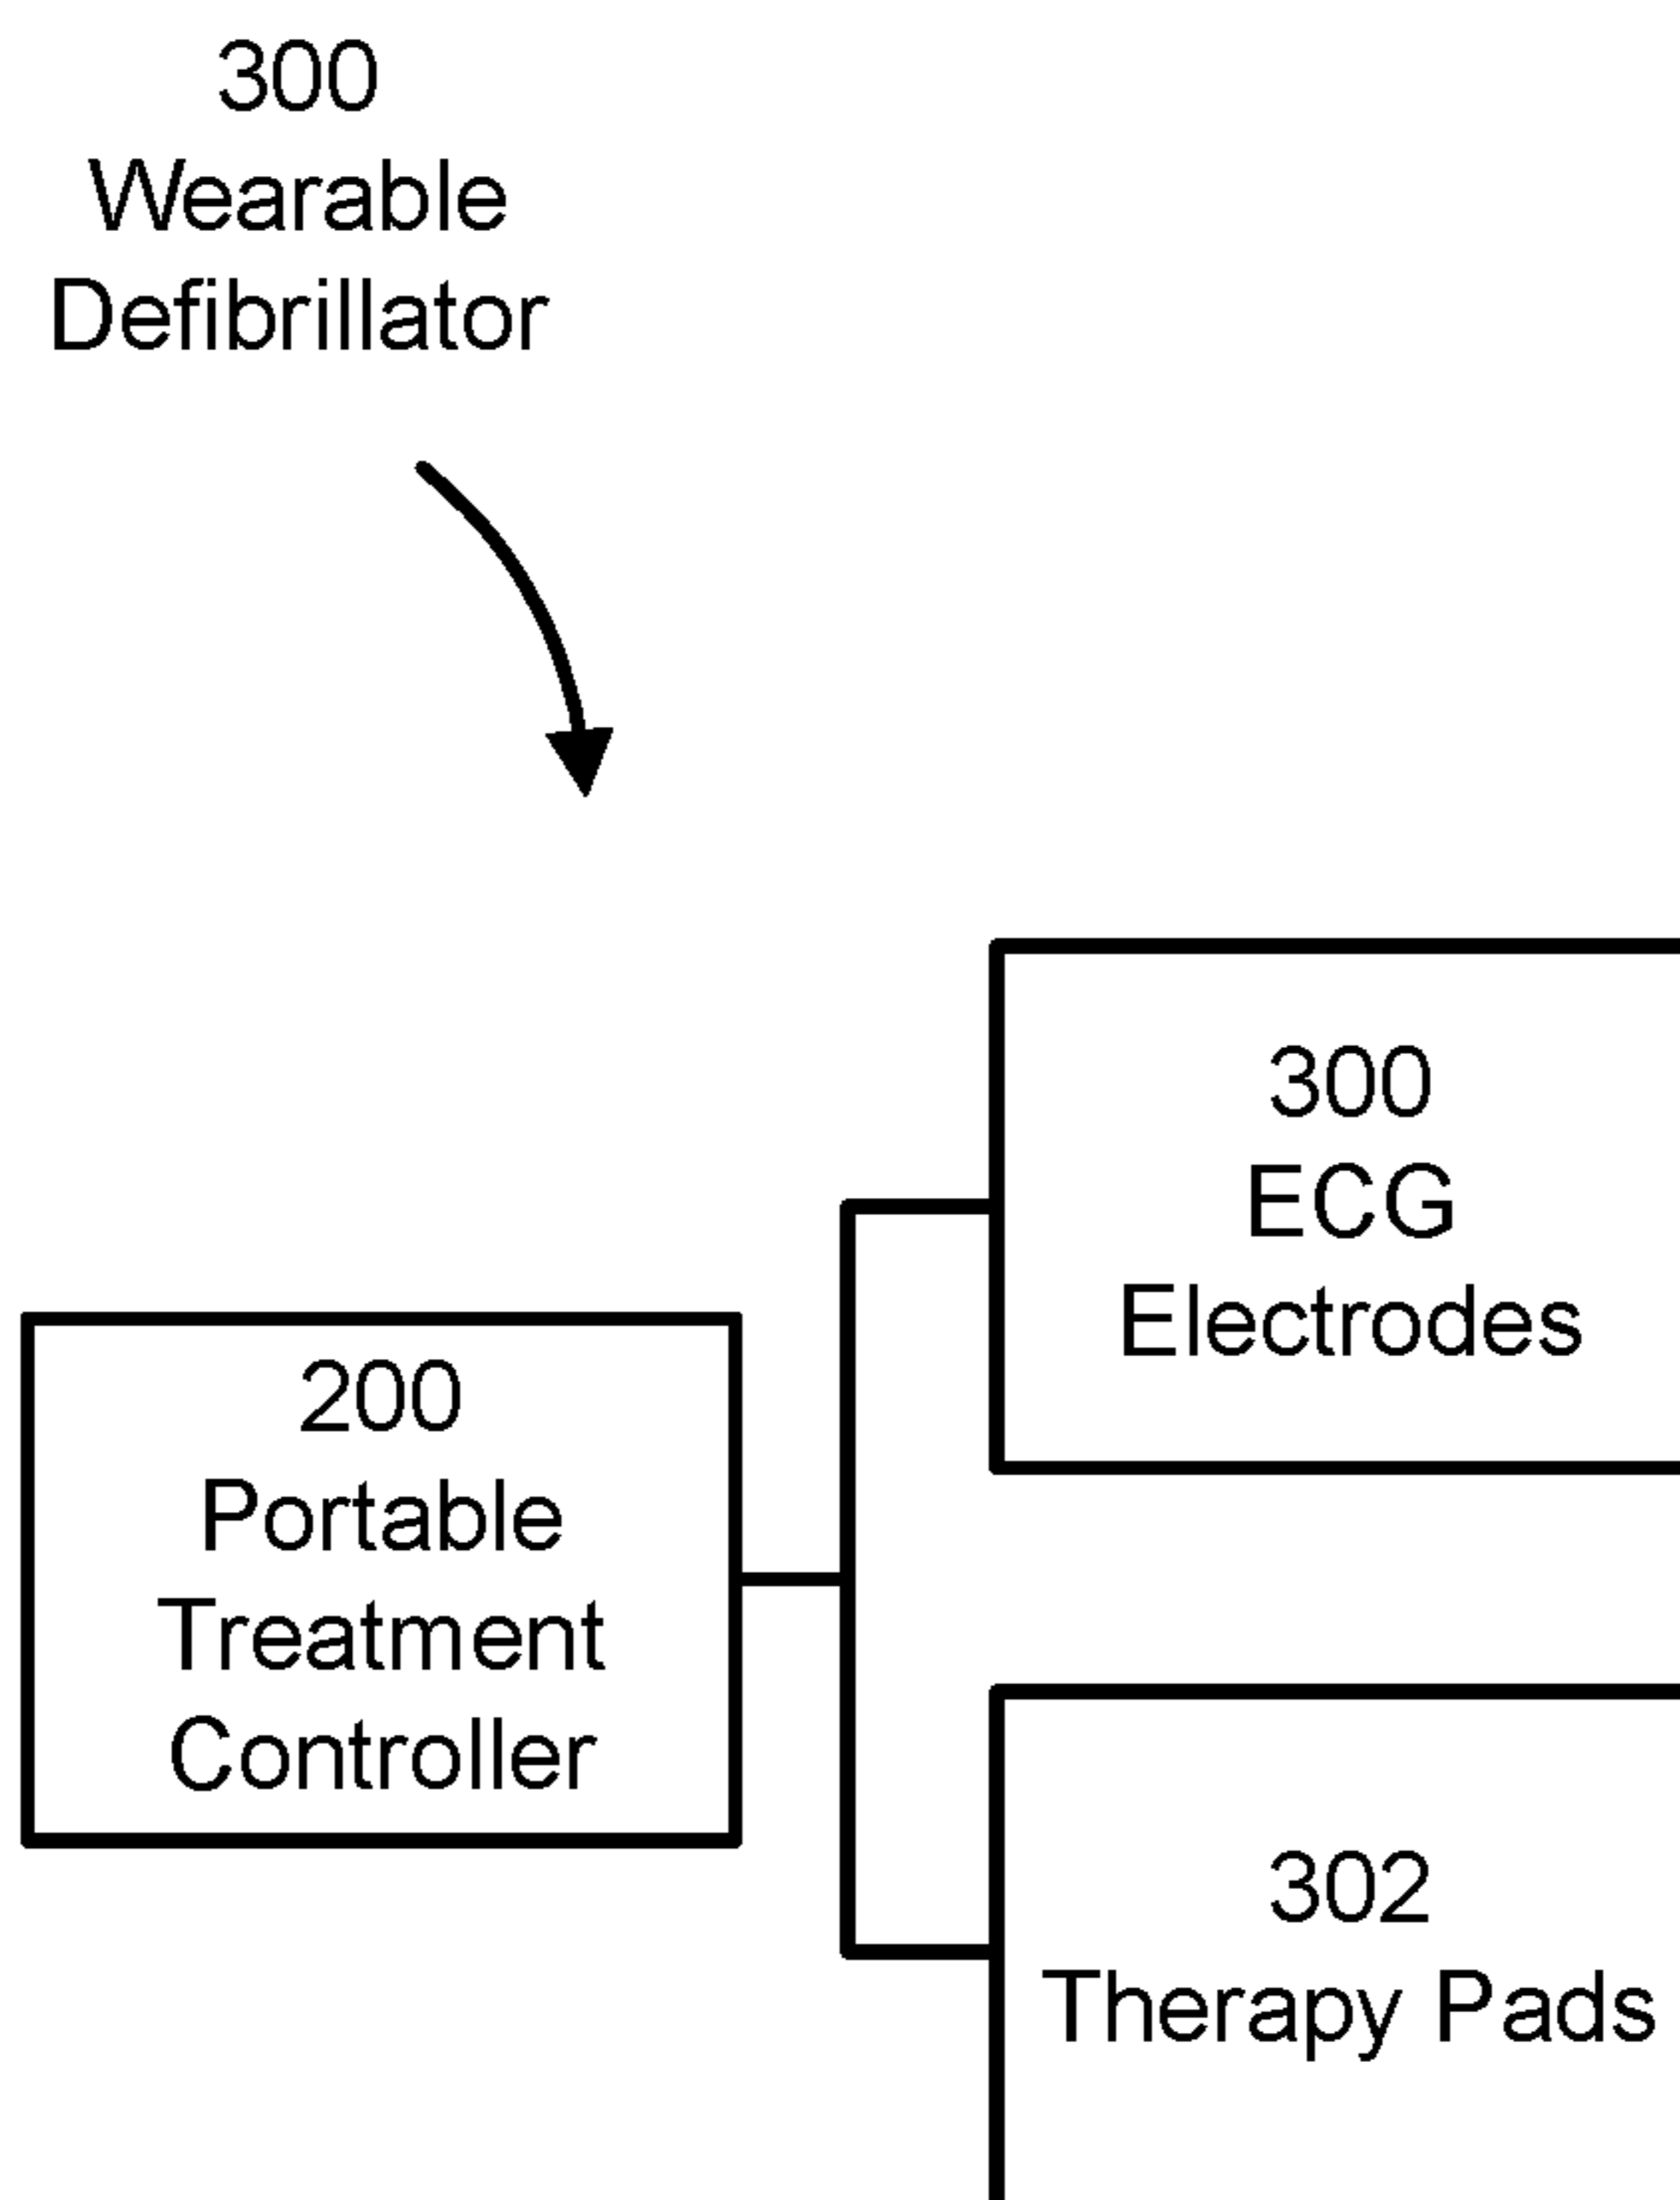 300
Wearable
Defibrillator
300
ECG
Electrodes
200
Portable
Treatment
Controller
302
Therapy Pads